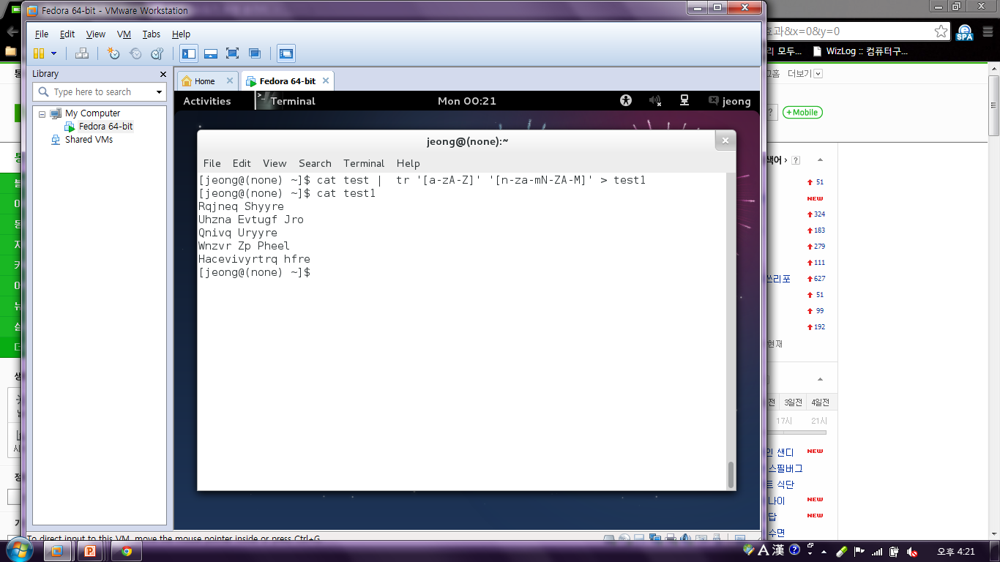 Fedora 64-bit - VMware Workstation
File Edit View VM Tabs Help
효과&x=0&y=0
WizLog :: 컴퓨터구...
Library
Type here to search
My Computer
Fedora 64-bit
Shared VMs
Home
Fedora 64-bit
더보기
+Mobile
Activities
Terminal
Mon 00:21
jeong
jeong@(none):~
File Edit View Search Terminal Help
[jeong@(none) ~]$ cat test |  tr '[a-zA-Z]' '[n-za-mN-ZA-M]' > test1
[jeong@(none) ~]$ cat test1
Rqjneq Shyyre
Uhzna Evtugf Jro
Qnivq Uryyre
Wnzvr Zp Pheel
Hacevivyrtrq hfre
[jeong@(none) ~]$
색어
51
NEW
324
183
279
111
쓰리포 627
51
99
192
현재
3일전 4일전
17시 21시
인 샌디 NEW
스필버그
트 식단
나이 NEW
답 NEW
수면
To direct input to this VM, move the mouse pointer inside or press Ctrl+G.
A 漢
오후 4:21